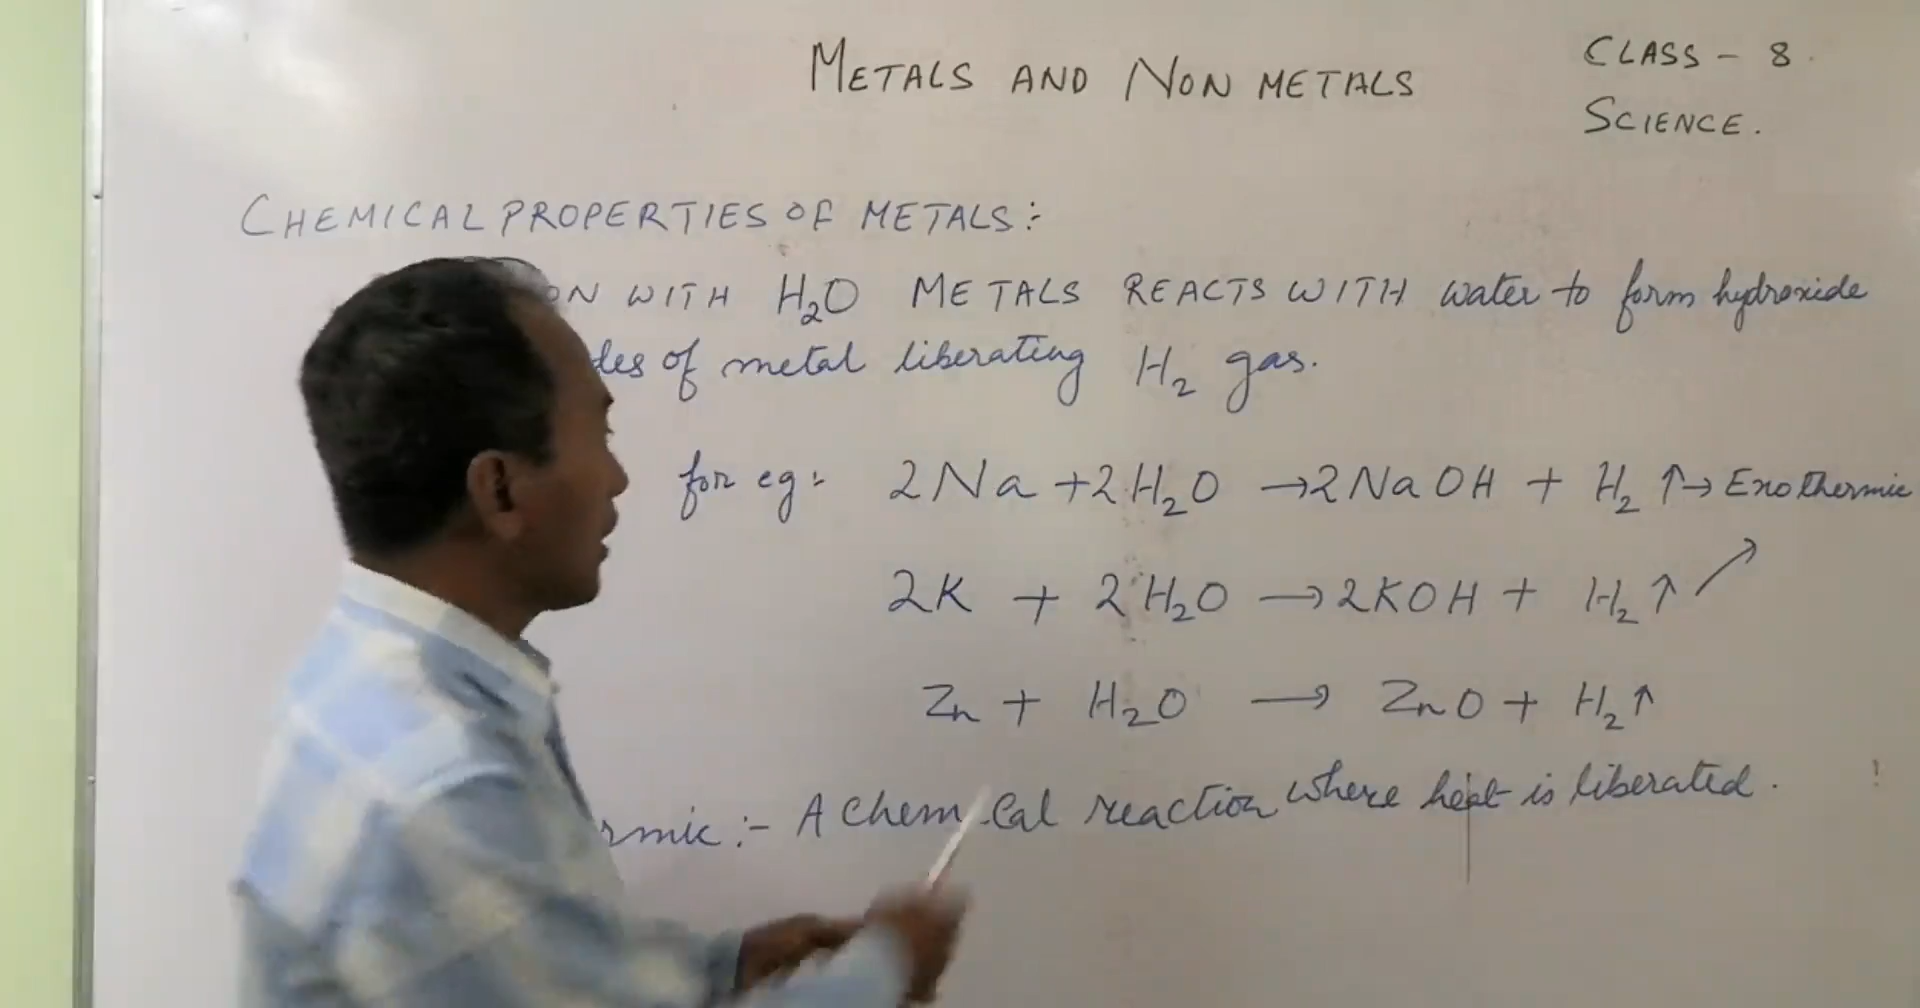 METALS AND NON METALS
CLASS - 8.
SCIENCE.
CHEMICAL PROPERTIES OF METALS :-
ON WITH H₂O METALS REACTS WITH water to form hydroxide
des of metal liberating H₂ gas.
for eg:- 2Na + 2H₂O → 2NaOH + H₂ ↑ → Exothermic
2K + 2H₂O → 2KOH + H₂ ↑ ↗
Zn + H₂O → ZnO + H₂ ↑
rmic :- A chemical reaction where heat is liberated.